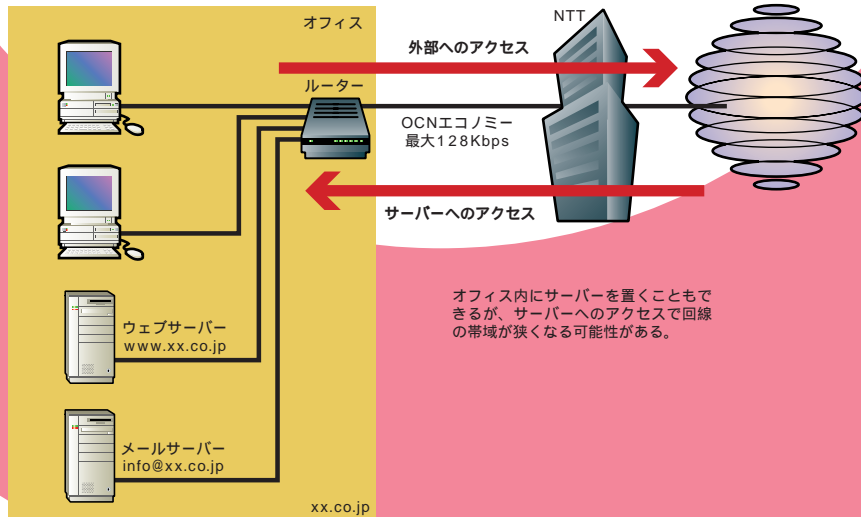 オフィス
NTT
外部へのアクセス
ルーター
OCNエコノミー
最大128Kbps
サーバーへのアクセス
オフィス内にサーバーを置くこともで
きるが、サーバーへのアクセスで回線
の帯域が狭くなる可能性がある。
ウェブサーバー
www.xx.co.jp
メールサーバー
info@xx.co.jp
xx.co.jp